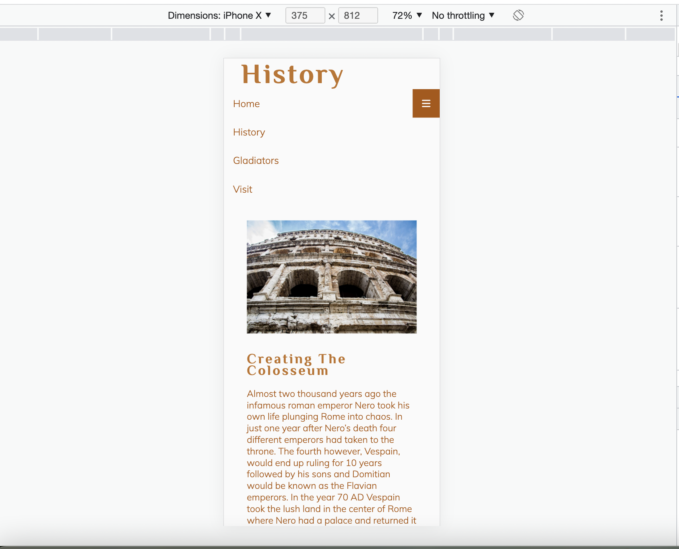 Dimensions: iPhone X ▼ 375 × 812 72% ▼ No throttling ▼
History
Home
History
Gladiators
Visit
Creating The
Colosseum
Almost two thousand years ago the
infamous roman emperor Nero took his
own life plunging Rome into chaos. In
just one year after Nero's death four
different emperors had taken to the
throne. The fourth however, Vespain,
would end up ruling for 10 years
followed by his sons and Domitian
would be known as the Flavian
emperors. In the year 70 AD Vespain
took the lush land in the center of Rome
where Nero had a palace and returned it